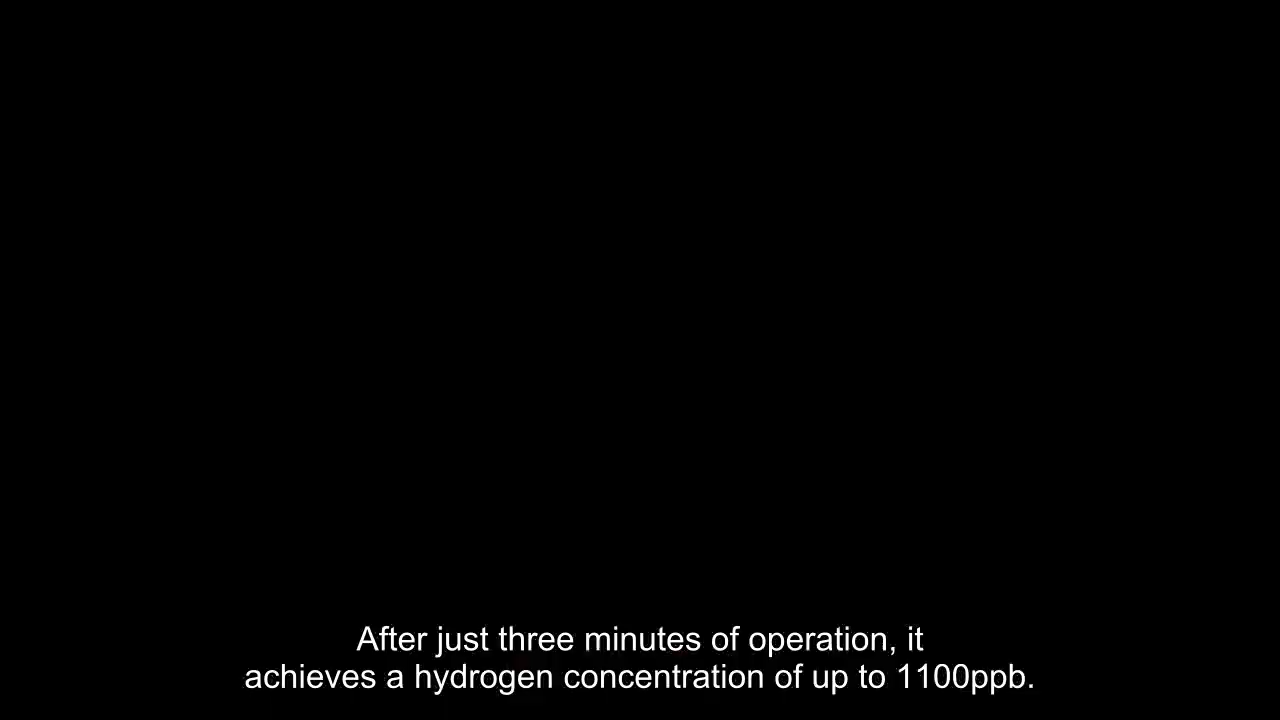 After just three minutes of operation, it
achieves a hydrogen concentration of up to 1100ppb.